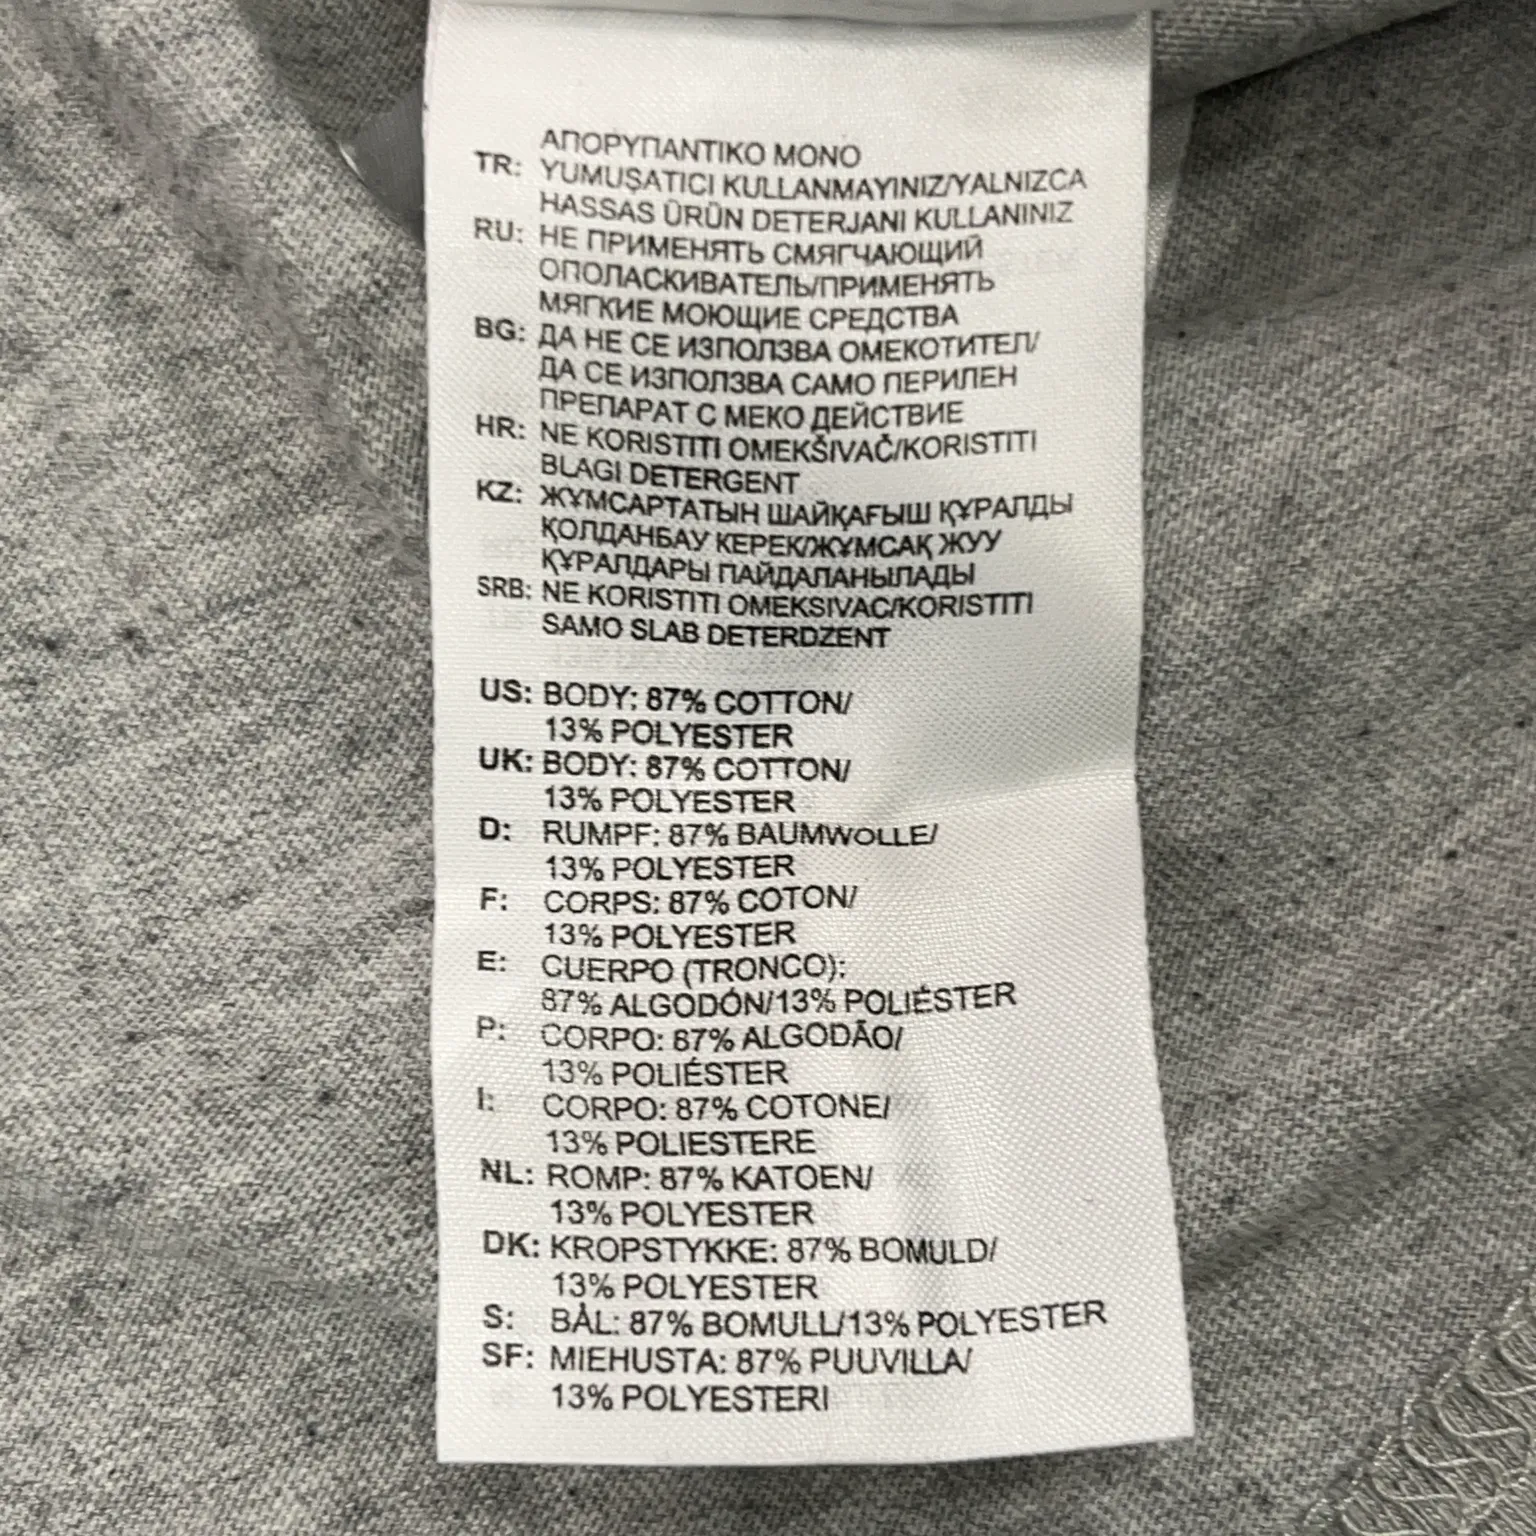 ΑΠΟΡΥΠΑΝΤΙΚΟ ΜΟΝΟ
TR: YUMUŞATICI KULLANMAYINIZ/YALNIZCA
HASSAS ÜRÜN DETERJANI KULLANINIZ
RU: НЕ ПРИМЕНЯТЬ СМЯГЧАЮЩИЙ
ОПОЛАСКИВАТЕЛЬ/ПРИМЕНЯТЬ
МЯГКИЕ МОЮЩИЕ СРЕДСТВА
BG: ДА НЕ СЕ ИЗПОЛЗВА ОМЕКОТИТЕЛ/
ДА СЕ ИЗПОЛЗВА САМО ПЕРИЛЕН
ПРЕПАРАТ С МЕКО ДЕЙСТВИЕ
HR: NE KORISTITI OMEKŠIVAČ/KORISTITI
BLAGI DETERGENT
KZ: ЖҰМСАРТАТЫН ШАЙҚАҒЫШ ҚҰРАЛДЫ
ҚОЛДАНБАУ КЕРЕК/ЖҰМСАҚ ЖУУ
ҚҰРАЛДАРЫ ПАЙДАЛАНЫЛАДЫ
SRB: NE KORISTITI OMEKSIVAC/KORISTITI
SAMO SLAB DETERDZENT
US: BODY: 87% COTTON/
13% POLYESTER
UK: BODY: 87% COTTON/
13% POLYESTER
D: RUMPF: 87% BAUMWOLLE/
13% POLYESTER
F: CORPS: 87% COTON/
13% POLYESTER
E: CUERPO (TRONCO):
87% ALGODÓN/13% POLIÉSTER
P: CORPO: 87% ALGODÃO/
13% POLIÉSTER
I: CORPO: 87% COTONE/
13% POLIESTERE
NL: ROMP: 87% KATOEN/
13% POLYESTER
DK: KROPSTYKKE: 87% BOMULD/
13% POLYESTER
S: BÅL: 87% BOMULL/13% POLYESTER
SF: MIEHUSTA: 87% PUUVILLA/
13% POLYESTERI